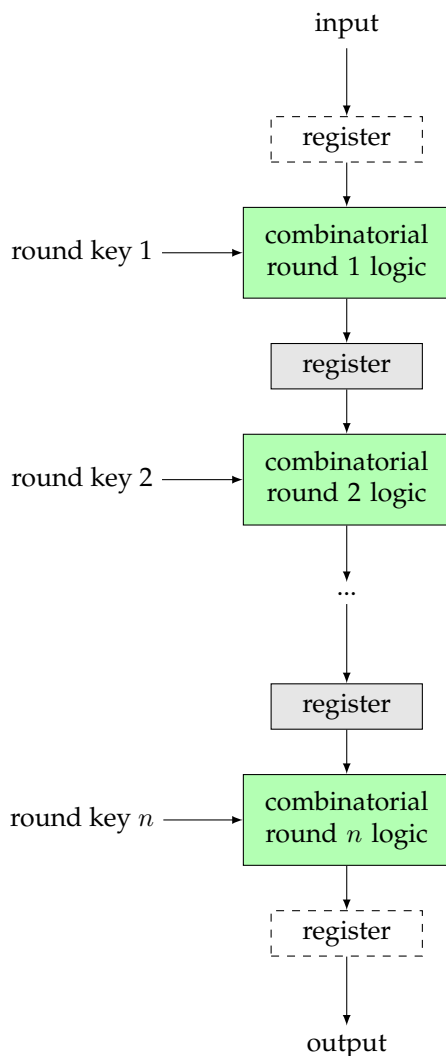 input
register
round key 1
combinatorial
round 1 logic
register
round key 2
combinatorial
round 2 logic
...
register
round key n
combinatorial
round n logic
register
output